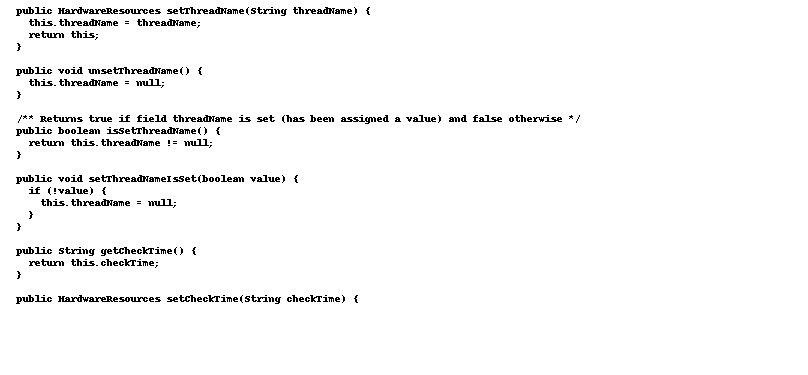 public HardwareResources setThreadName(String threadName) {
  this.threadName = threadName;
  return this;
}

public void unsetThreadName() {
  this.threadName = null;
}

/** Returns true if field threadName is set (has been assigned a value) and false otherwise */
public boolean isSetThreadName() {
  return this.threadName != null;
}

public void setThreadNameIsSet(boolean value) {
  if (!value) {
    this.threadName = null;
  }
}

public String getCheckTime() {
  return this.checkTime;
}

public HardwareResources setCheckTime(String checkTime) {